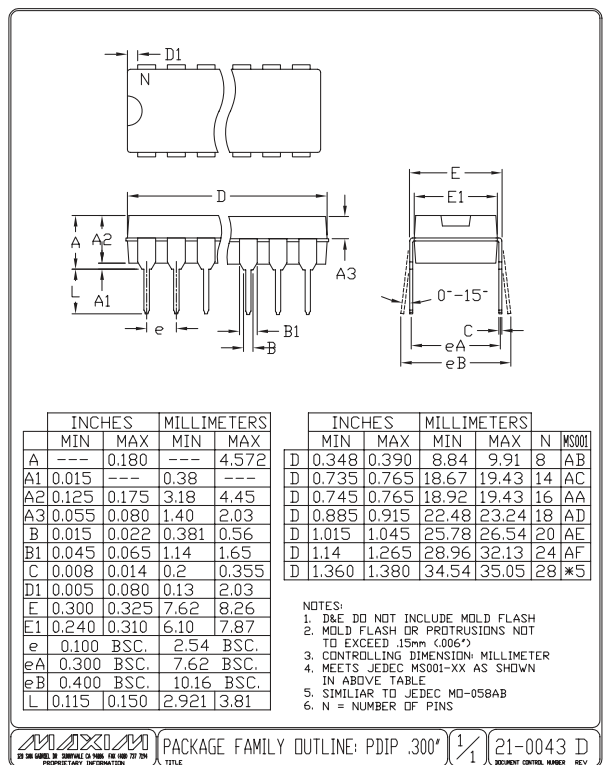 D1
N
D
E
E1
A
A2
A3
L
A1
0°-15°
e
B1
B
C
eA
eB
INCHES MILLIMETERS
MIN MAX MIN MAX
A --- 0.180 --- 4.572
A1 0.015 --- 0.38 ---
A2 0.125 0.175 3.18 4.45
A3 0.055 0.080 1.40 2.03
B 0.015 0.022 0.381 0.56
B1 0.045 0.065 1.14 1.65
C 0.008 0.014 0.2 0.355
D1 0.005 0.080 0.13 2.03
E 0.300 0.325 7.62 8.26
E1 0.240 0.310 6.10 7.87
e 0.100 BSC. 2.54 BSC.
eA 0.300 BSC. 7.62 BSC.
eB 0.400 BSC. 10.16 BSC.
L 0.115 0.150 2.921 3.81
INCHES MILLIMETERS
MIN MAX MIN MAX N MS001
D 0.348 0.390 8.84 9.91 8 AB
D 0.735 0.765 18.67 19.43 14 AC
D 0.745 0.765 18.92 19.43 16 AA
D 0.885 0.915 22.48 23.24 18 AD
D 1.015 1.045 25.78 26.54 20 AE
D 1.14 1.265 28.96 32.13 24 AF
D 1.360 1.380 34.54 35.05 28 *5
NOTES:
1. D&E DO NOT INCLUDE MOLD FLASH
2. MOLD FLASH OR PROTRUSIONS NOT
TO EXCEED .15mm (.006")
3. CONTROLLING DIMENSION: MILLIMETER
4. MEETS JEDEC MS001-XX AS SHOWN
IN ABOVE TABLE
5. SIMILIAR TO JEDEC MO-058AB
6. N = NUMBER OF PINS
MAXIM
PROPRIETARY INFORMATION
PACKAGE FAMILY OUTLINE: PDIP .300"
TITLE
1/1
21-0043 D
DOCUMENT CONTROL NUMBER REV